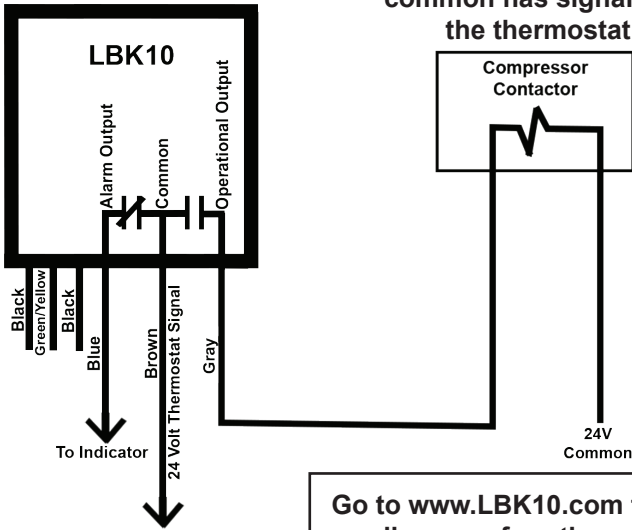 common has signal
the thermostat
LBK10
Compressor
Contactor
Alarm Output
Common
Operational Output
Black
Green/Yellow
Black
Blue
Brown
24 Volt Thermostat Signal
Gray
To Indicator
24V
Common
Go to www.LBK10.com